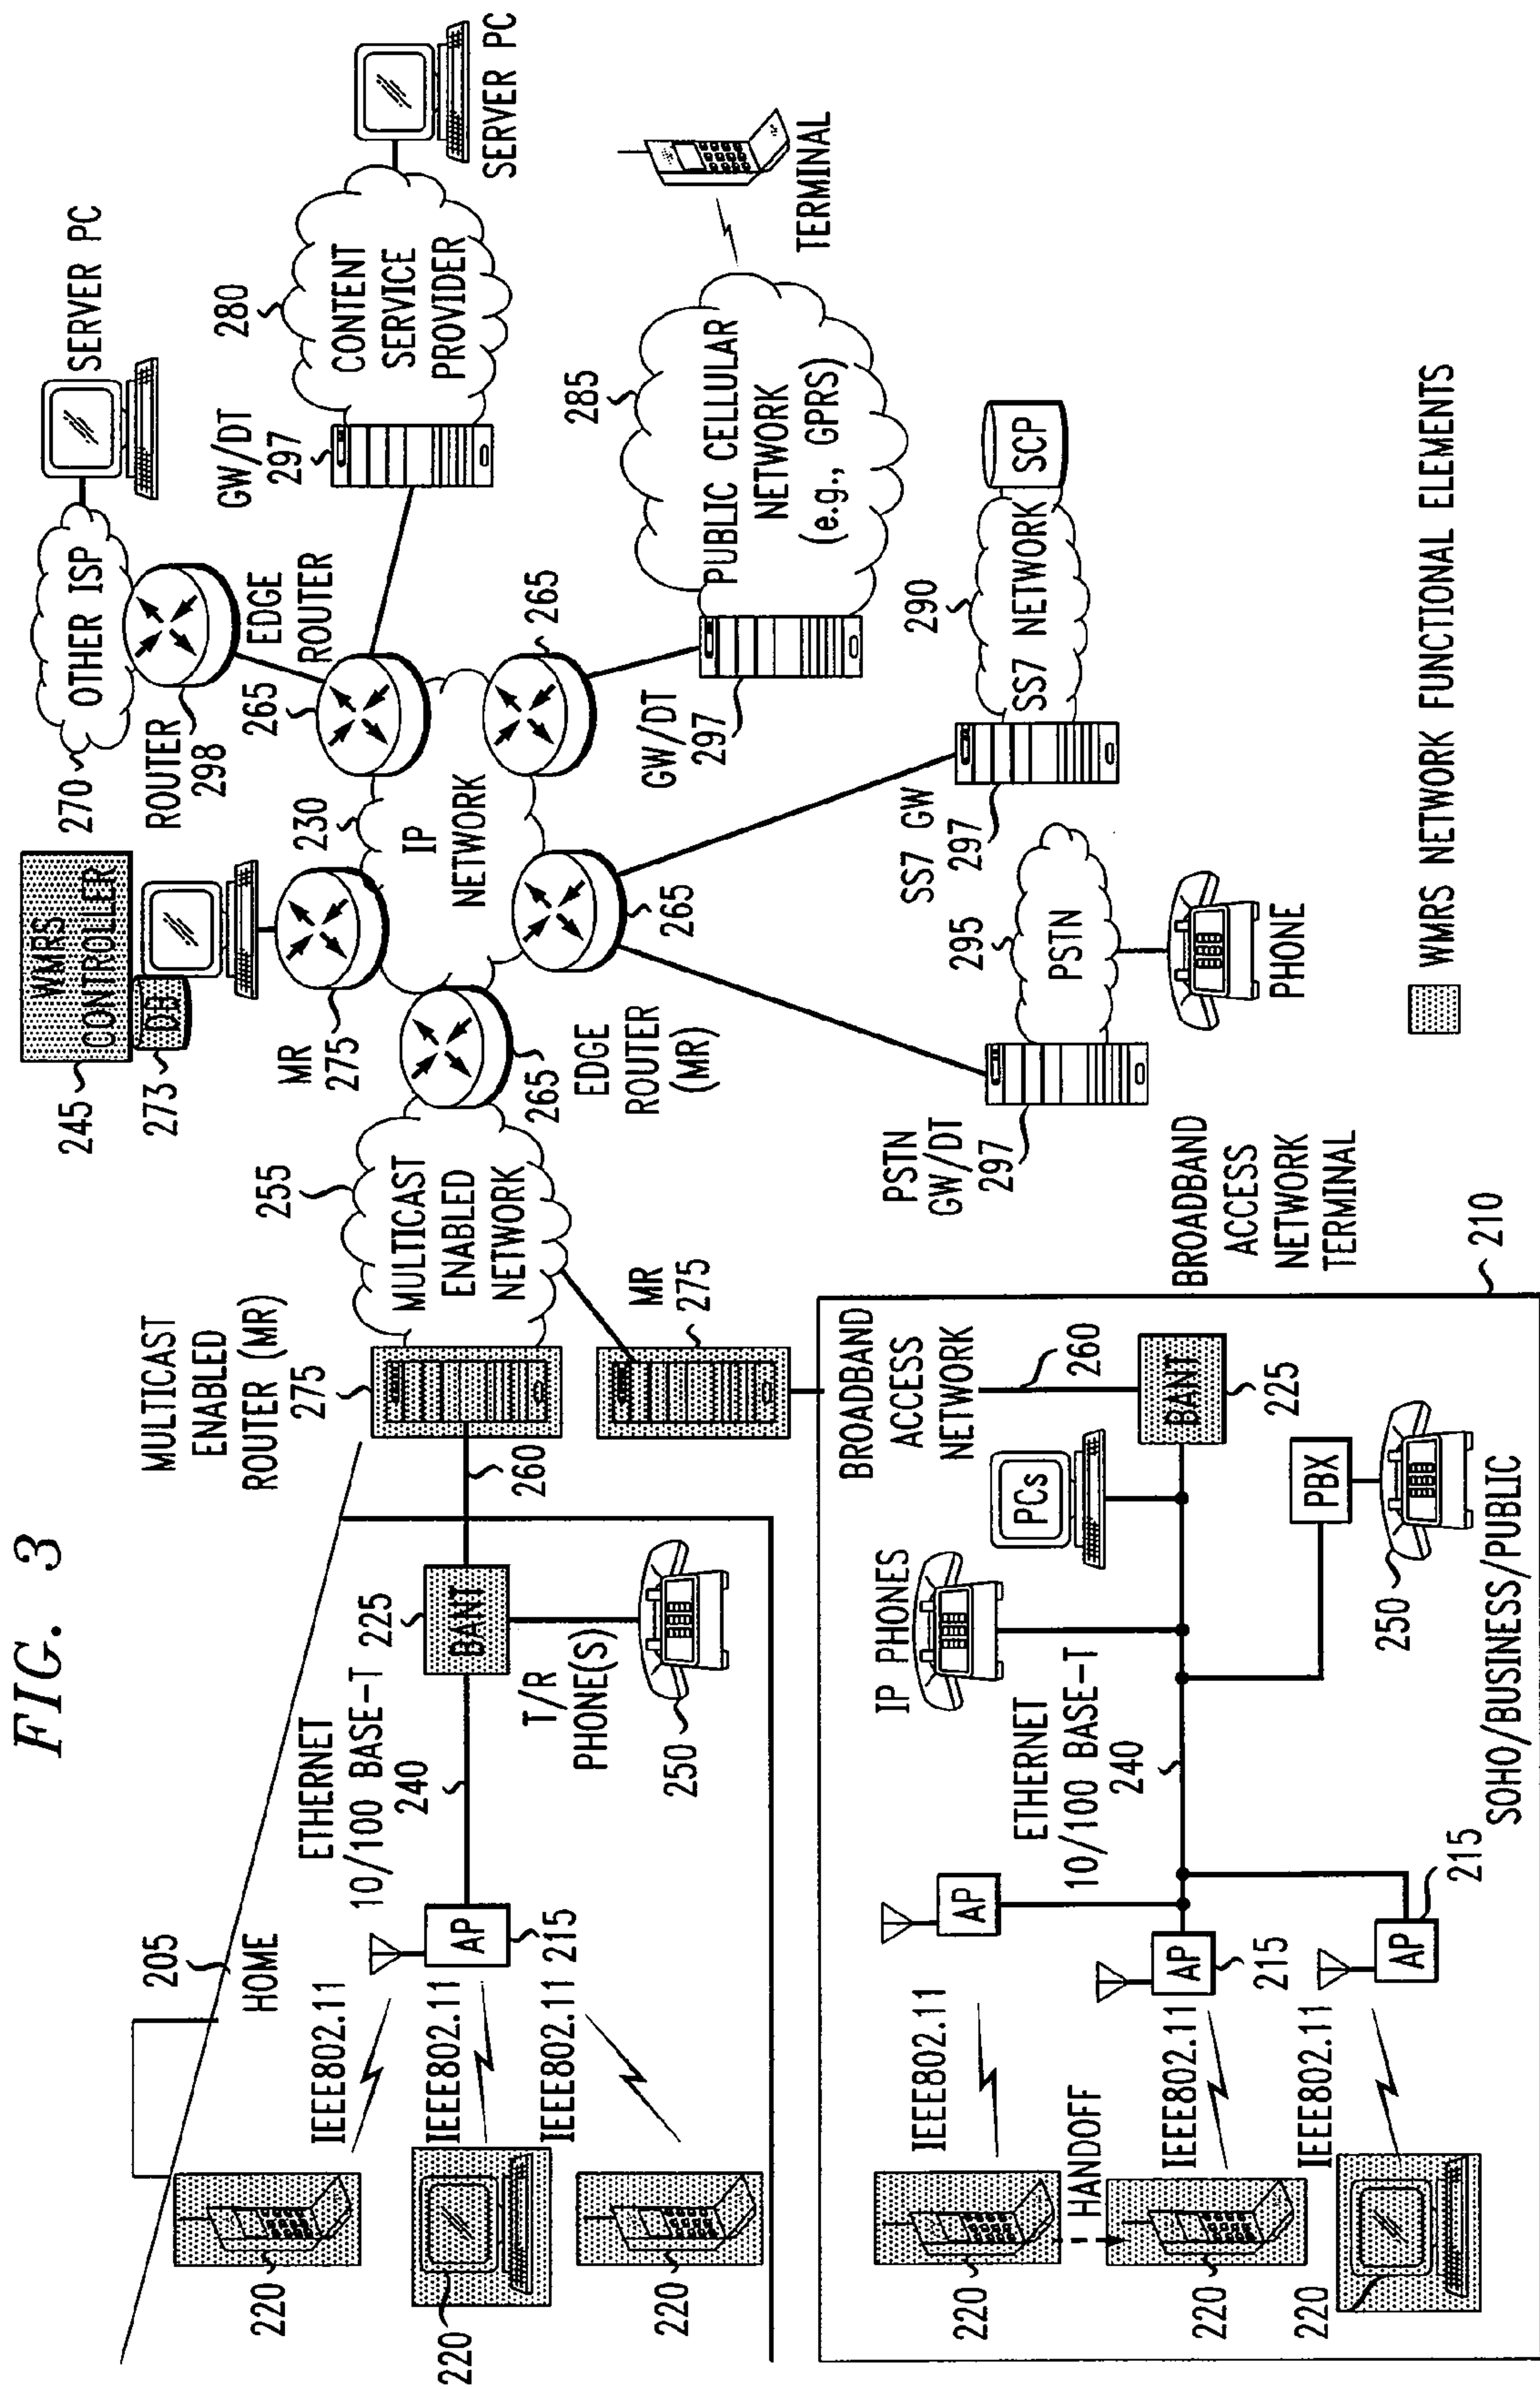 FIG. 3
205
HOME
220
IEEE802.11
220
IEEE802.11
220
IEEE802.11
AP
215
ETHERNET
10/100 BASE-T
240
225
BANT
T/R
PHONE(S)
250
260
MULTICAST
ENABLED
ROUTER (MR)
275
MR
275
255
MULTICAST
ENABLED
NETWORK
245
WMRS
CONTROLLER
273
DB
MR
275
265
EDGE
ROUTER
(MR)
230
IP
NETWORK
265
265
265
EDGE
ROUTER
270
OTHER ISP
ROUTER
298
SERVER PC
GW/DT
297
280
CONTENT
SERVICE
PROVIDER
SERVER PC
GW/DT
297
285
PUBLIC CELLULAR
NETWORK
(e.g., GPRS)
TERMINAL
SS7 GW
297
290
SS7 NETWORK
SCP
PSTN
GW/DT
297
295
PSTN
PHONE
BROADBAND
ACCESS
NETWORK
TERMINAL
210
BROADBAND
ACCESS
NETWORK
260
BANT
225
PCs
IP PHONES
PBX
250
ETHERNET
10/100 BASE-T
240
AP
AP
215
AP
215
IEEE802.11
IEEE802.11
IEEE802.11
220
HANDOFF
220
220
SOHO/BUSINESS/PUBLIC
WMRS NETWORK FUNCTIONAL ELEMENTS